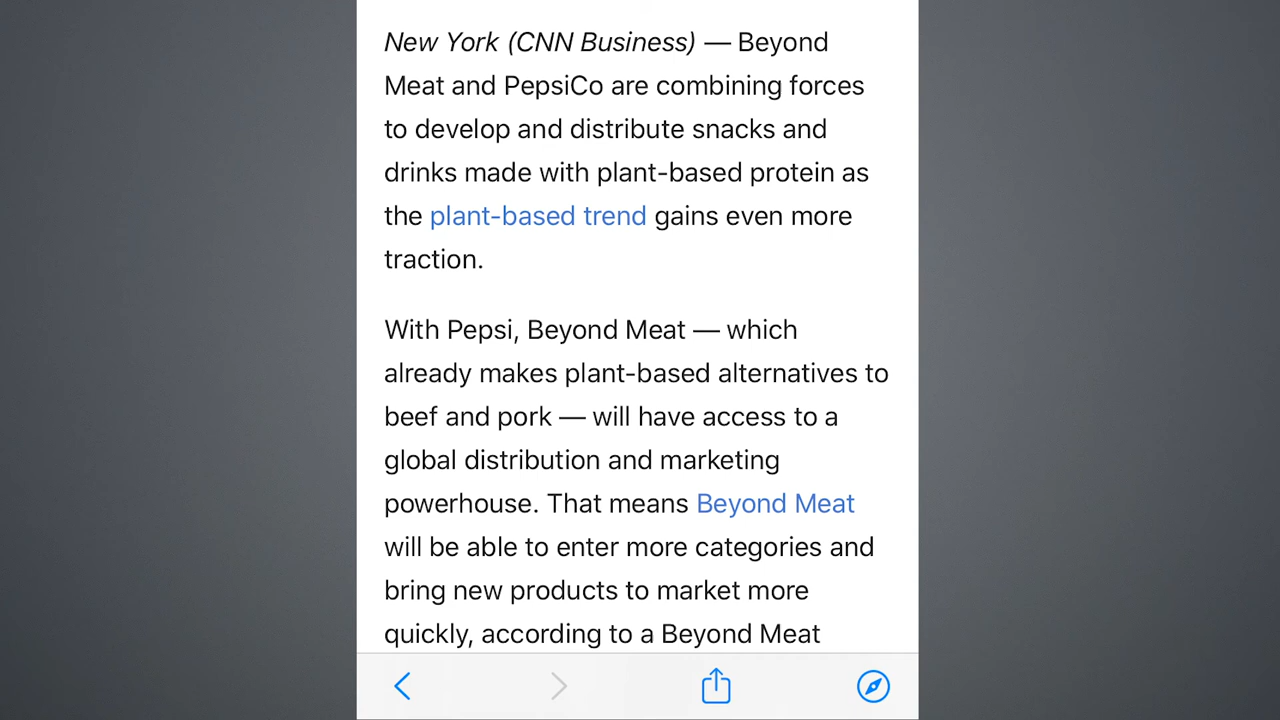 New York (CNN Business) — Beyond
Meat and PepsiCo are combining forces
to develop and distribute snacks and
drinks made with plant-based protein as
the plant-based trend gains even more
traction.
With Pepsi, Beyond Meat — which
already makes plant-based alternatives to
beef and pork — will have access to a
global distribution and marketing
powerhouse. That means Beyond Meat
will be able to enter more categories and
bring new products to market more
quickly, according to a Beyond Meat